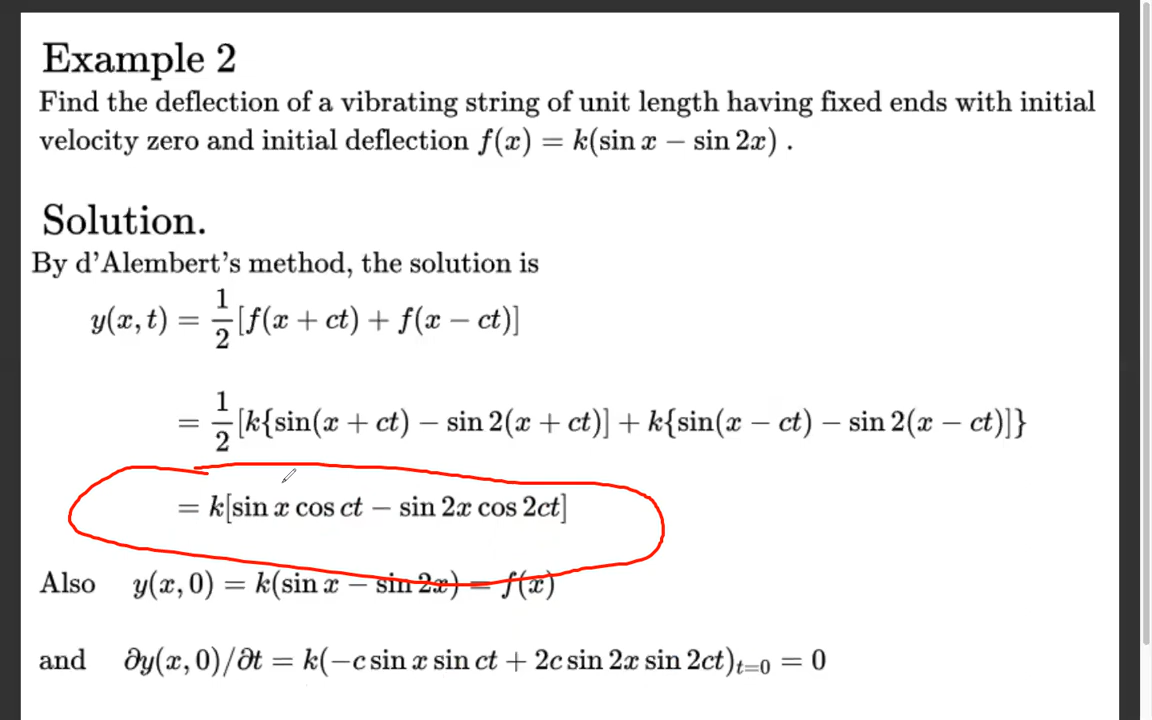 Example 2
Find the deflection of a vibrating string of unit length having fixed ends with initial
velocity zero and initial deflection f(x) = k(sin x − sin 2x) .
Solution.
By d’Alembert’s method, the solution is
y(x, t) = 1/2 [f(x + ct) + f(x − ct)]
= 1/2 [k{sin(x + ct) − sin 2(x + ct)] + k{sin(x − ct) − sin 2(x − ct)]}
= k[sin x cos ct − sin 2x cos 2ct]
Also y(x, 0) = k(sin x − sin 2x) = f(x)
and ∂y(x, 0)/∂t = k(−c sin x sin ct + 2c sin 2x sin 2ct)t=0 = 0